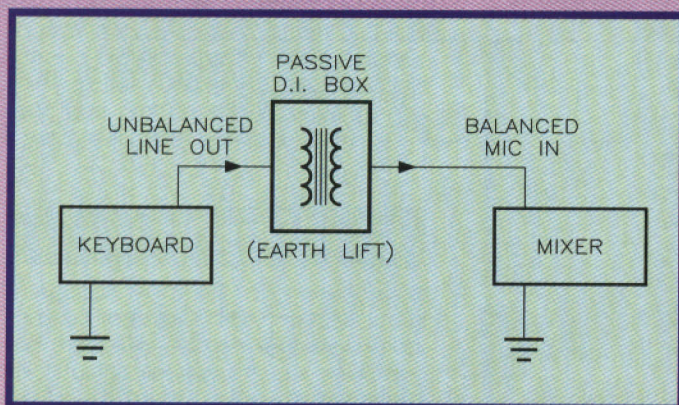 PASSIVE
D.I. BOX
UNBALANCED
LINE OUT
BALANCED
MIC IN
KEYBOARD
(EARTH LIFT)
MIXER